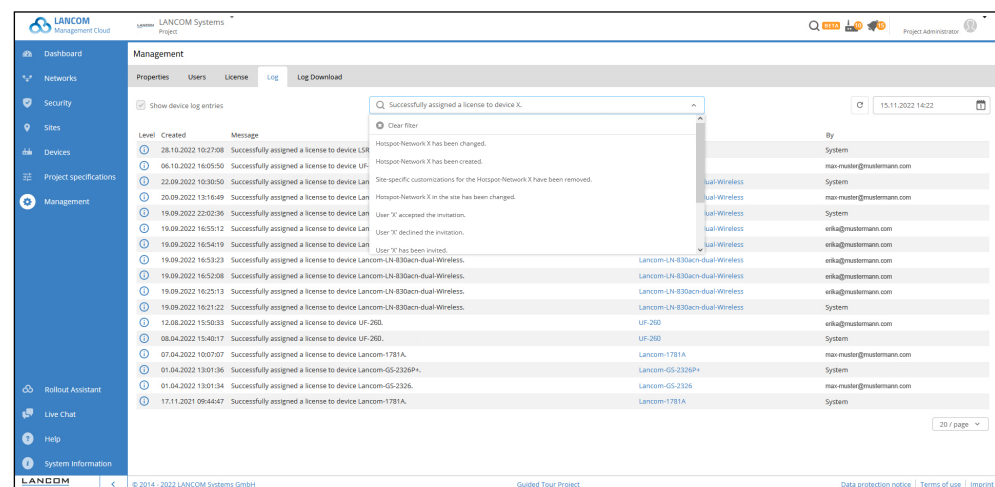 LANCOM
Management Cloud
LANCOM Systems
Project
BETA
Project Administrator
Dashboard
Networks
Security
Sites
Devices
Project specifications
Management
Rollout Assistant
Live Chat
Help
System Information
LANCOM
Management
Properties Users License Log Log Download
Show device log entries
Successfully assigned a license to device X.
15.11.2022 14:22
Clear filter
Hotspot-Network X has been changed.
Hotspot-Network X has been created.
Site-specific customizations for the Hotspot-Network X have been removed.
Hotspot-Network X in the site has been changed.
User 'X' accepted the invitation.
User 'X' declined the invitation.
User 'X' has been invited.
Level Created Message By
28.10.2022 10:27:08 Successfully assigned a license to device LSR System
06.10.2022 16:05:50 Successfully assigned a license to device UF- max-muster@mustermann.com
22.09.2022 10:30:50 Successfully assigned a license to device Lan ual-Wireless System
20.09.2022 13:16:49 Successfully assigned a license to device Lan ual-Wireless max-muster@mustermann.com
19.09.2022 22:02:36 Successfully assigned a license to device Lan ual-Wireless System
19.09.2022 16:55:12 Successfully assigned a license to device Lan ual-Wireless erika@mustermann.com
19.09.2022 16:54:19 Successfully assigned a license to device Lan ual-Wireless erika@mustermann.com
19.09.2022 16:53:23 Successfully assigned a license to device Lancom-LN-830acn-dual-Wireless. Lancom-LN-830acn-dual-Wireless erika@mustermann.com
19.09.2022 16:52:08 Successfully assigned a license to device Lancom-LN-830acn-dual-Wireless. Lancom-LN-830acn-dual-Wireless erika@mustermann.com
19.09.2022 16:25:13 Successfully assigned a license to device Lancom-LN-830acn-dual-Wireless. Lancom-LN-830acn-dual-Wireless erika@mustermann.com
19.09.2022 16:21:22 Successfully assigned a license to device Lancom-LN-830acn-dual-Wireless. Lancom-LN-830acn-dual-Wireless System
12.08.2022 15:50:33 Successfully assigned a license to device UF-260. UF-260 erika@mustermann.com
08.04.2022 15:40:17 Successfully assigned a license to device UF-260. UF-260 System
07.04.2022 10:07:07 Successfully assigned a license to device Lancom-1781A. Lancom-1781A max-muster@mustermann.com
01.04.2022 13:01:36 Successfully assigned a license to device Lancom-GS-2326P+. Lancom-GS-2326P+ System
01.04.2022 13:01:34 Successfully assigned a license to device Lancom-GS-2326. Lancom-GS-2326 max-muster@mustermann.com
17.11.2021 09:44:47 Successfully assigned a license to device Lancom-1781A. Lancom-1781A System
20 / page
© 2014 - 2022 LANCOM Systems GmbH Guided Tour Project Data protection notice | Terms of use | Imprint